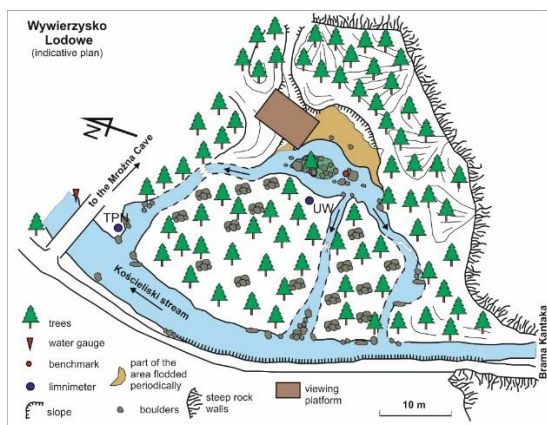 Wywierzysko
Lodowe
(indicative plan)
N
to the Mroźna Cave
TPN
UW
Kościeliski stream
Brama Kantaka
trees
water gauge
benchmark
limnimeter
slope
part of the
area flodded
periodically
boulders
steep rock
walls
viewing
platform
10 m